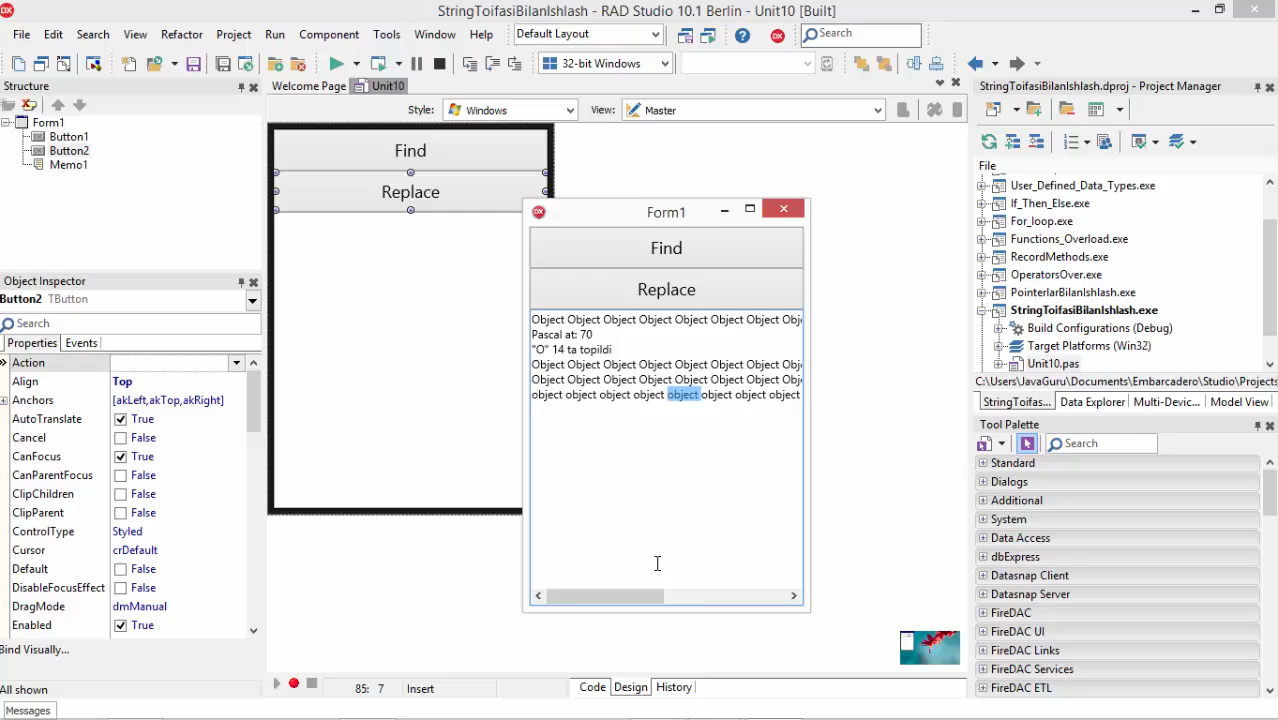 StringToifasiBilanIshlash - RAD Studio 10.1 Berlin - Unit10 [Built]
File Edit Search View Refactor Project Run Component Tools Window Help
Default Layout
Search
32-bit Windows
Structure
Form1
Button1
Button2
Memo1
Welcome Page
Unit10
Style:
Windows
View:
Master
Find
Replace
Form1
Find
Replace
Object Object Object Object Object Object Object Obje
Pascal at: 70
"O" 14 ta topildi
Object Object Object Object Object Object Object Obje
Object Object Object Object Object Object Object Obje
object object object object object object object object
Object Inspector
Button2 TButton
Search
Properties Events
Action
Align Top
Anchors [akLeft,akTop,akRight]
AutoTranslate True
Cancel False
CanFocus True
CanParentFocus False
ClipChildren False
ClipParent False
ControlType Styled
Cursor crDefault
Default False
DisableFocusEffect False
DragMode dmManual
Enabled True
Bind Visually...
All shown
85: 7
Insert
Code Design History
Messages
StringToifasiBilanIshlash.dproj - Project Manager
File
User_Defined_Data_Types.exe
If_Then_Else.exe
For_loop.exe
Functions_Overload.exe
RecordMethods.exe
OperatorsOver.exe
PointerlarBilanIshlash.exe
StringToifasiBilanIshlash.exe
Build Configurations (Debug)
Target Platforms (Win32)
Unit10.pas
C:\Users\JavaGuru\Documents\Embarcadero\Studio\Projects
StringToifas... Data Explorer Multi-Devic... Model View
Tool Palette
Search
Standard
Dialogs
Additional
System
Data Access
dbExpress
Datasnap Client
Datasnap Server
FireDAC
FireDAC UI
FireDAC Links
FireDAC Services
FireDAC ETL